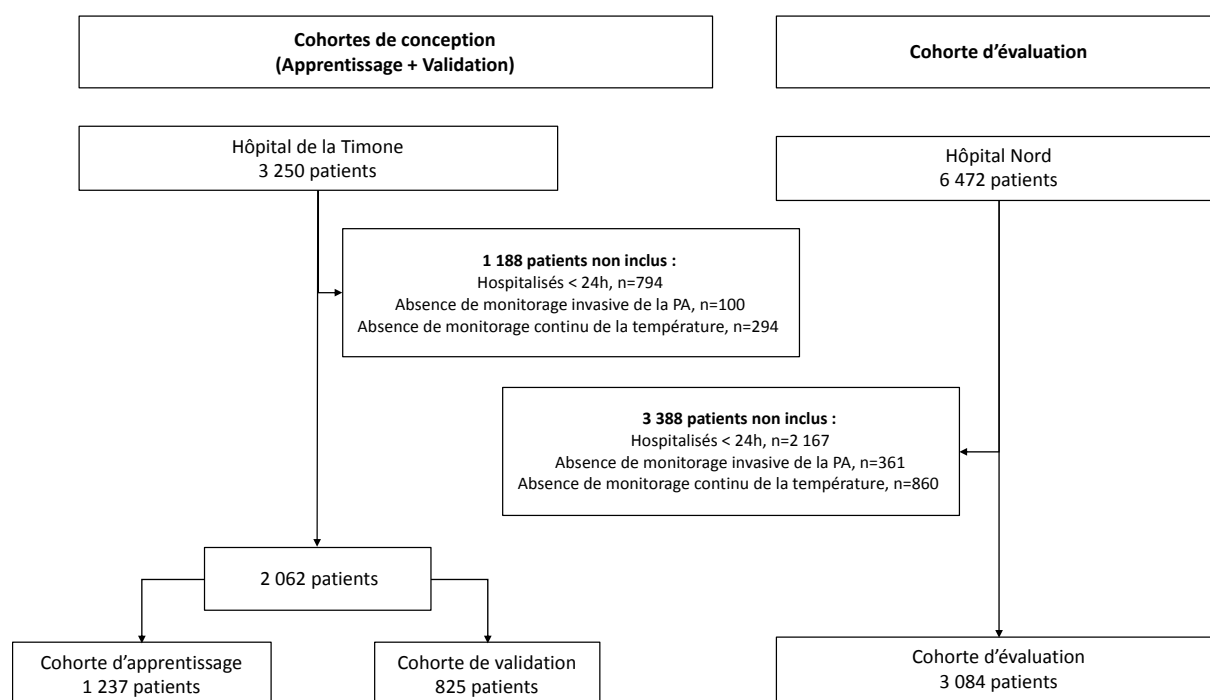 Cohortes de conception
(Apprentissage + Validation)
Cohorte d’évaluation
Hôpital de la Timone
3 250 patients
Hôpital Nord
6 472 patients
1 188 patients non inclus :
Hospitalisés < 24h, n=794
Absence de monitorage invasive de la PA, n=100
Absence de monitorage continu de la température, n=294
3 388 patients non inclus :
Hospitalisés < 24h, n=2 167
Absence de monitorage invasive de la PA, n=361
Absence de monitorage continu de la température, n=860
2 062 patients
Cohorte d’apprentissage
1 237 patients
Cohorte de validation
825 patients
Cohorte d’évaluation
3 084 patients